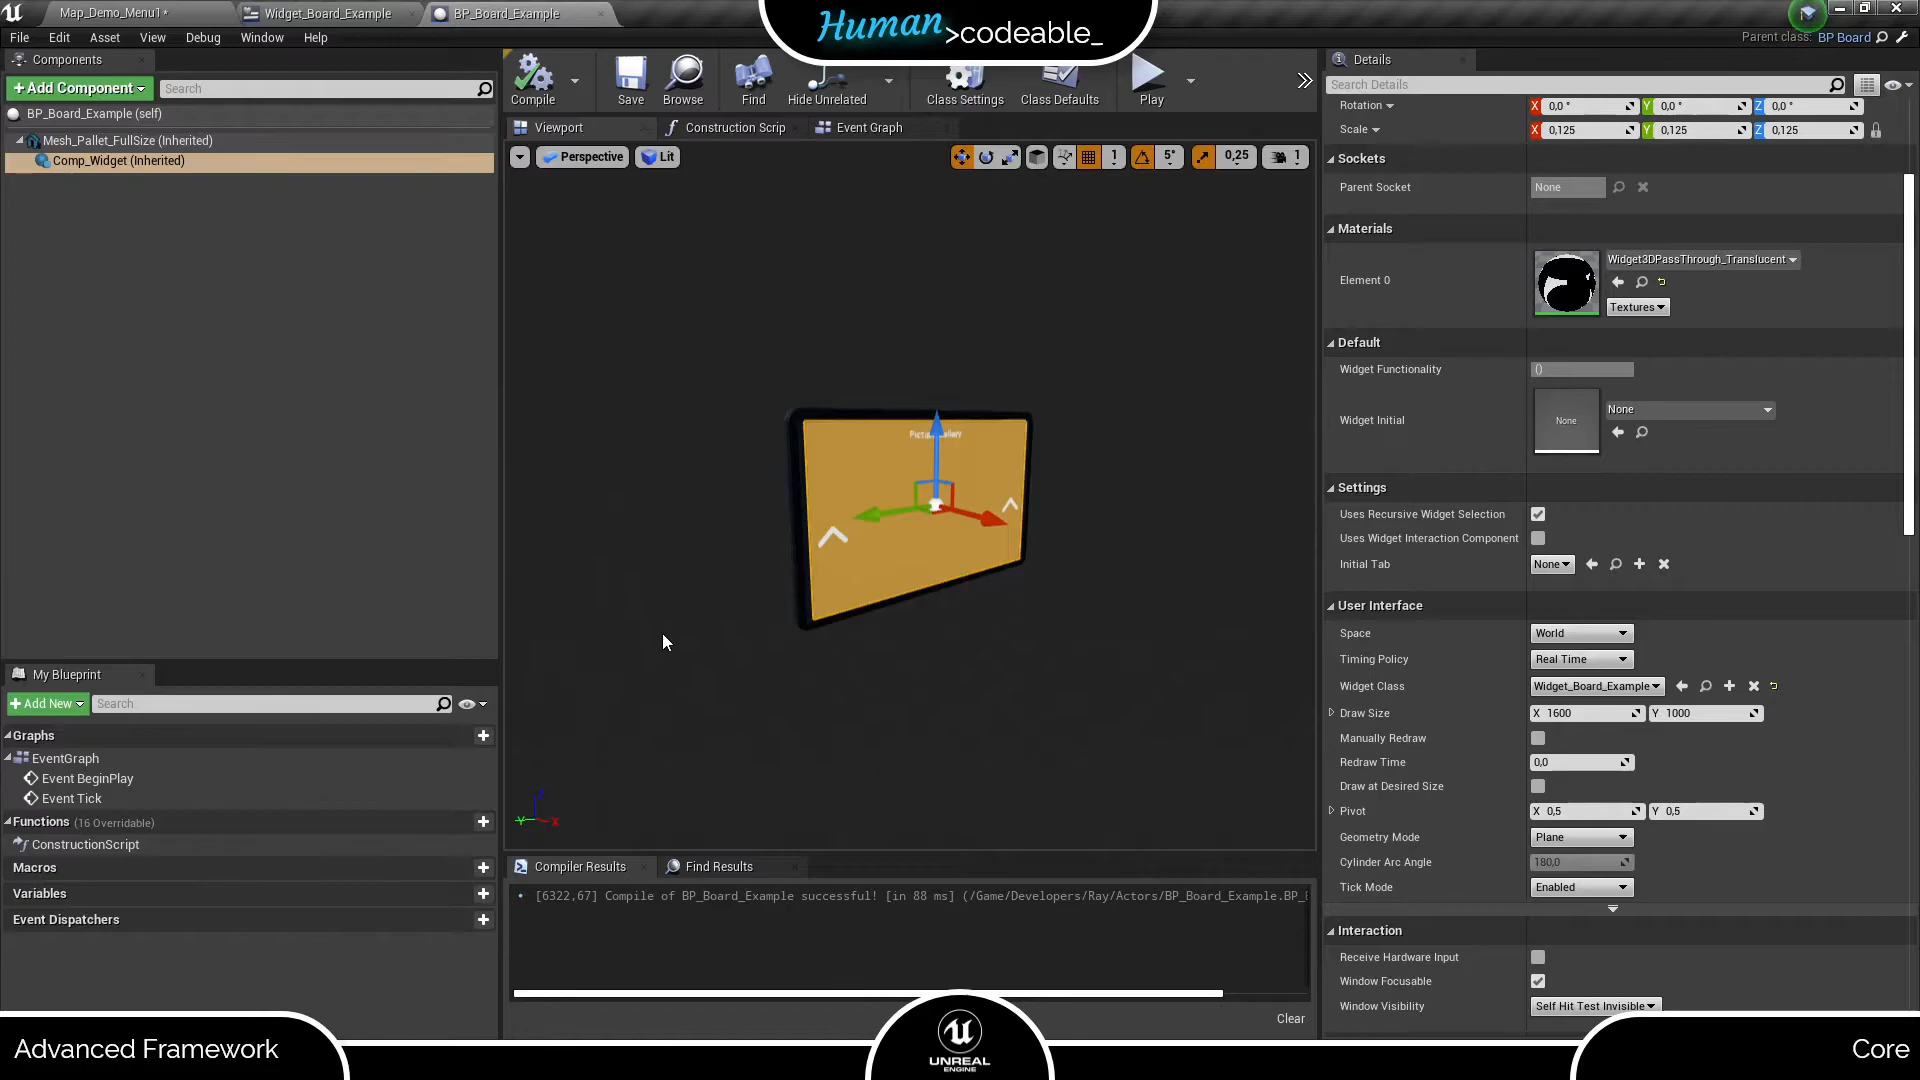 Map_Demo_Menu1*
Widget_Board_Example
BP_Board_Example
Human >codeable_
File Edit Asset View Debug Window Help
Parent class: BP Board
Components
+Add Component
Search
BP_Board_Example (self)
Mesh_Pallet_FullSize (Inherited)
Comp_Widget (Inherited)
Compile
Save
Browse
Find
Hide Unrelated
Class Settings
Class Defaults
Play
Viewport
Construction Scrip
Event Graph
Perspective
Lit
1
5°
0,25
1
My Blueprint
+Add New
Search
Graphs
EventGraph
Event BeginPlay
Event Tick
Functions (16 Overridable)
ConstructionScript
Macros
Variables
Event Dispatchers
Compiler Results
Find Results
[6322,67] Compile of BP_Board_Example successful! [in 88 ms] (/Game/Developers/Ray/Actors/BP_Board_Example.BP_
Clear
Details
Search Details
Rotation X 0,0 ° Y 0,0 ° Z 0,0 °
Scale X 0,125 Y 0,125 Z 0,125
Sockets
Parent Socket None
Materials
Element 0
Widget3DPassThrough_Translucent
Textures
Default
Widget Functionality ()
Widget Initial
None
None
Settings
Uses Recursive Widget Selection
Uses Widget Interaction Component
Initial Tab None
User Interface
Space World
Timing Policy Real Time
Widget Class Widget_Board_Example
Draw Size X 1600 Y 1000
Manually Redraw
Redraw Time 0,0
Draw at Desired Size
Pivot X 0,5 Y 0,5
Geometry Mode Plane
Cylinder Arc Angle 180,0
Tick Mode Enabled
Interaction
Receive Hardware Input
Window Focusable
Window Visibility Self Hit Test Invisible
Advanced Framework
UNREAL
ENGINE
Core